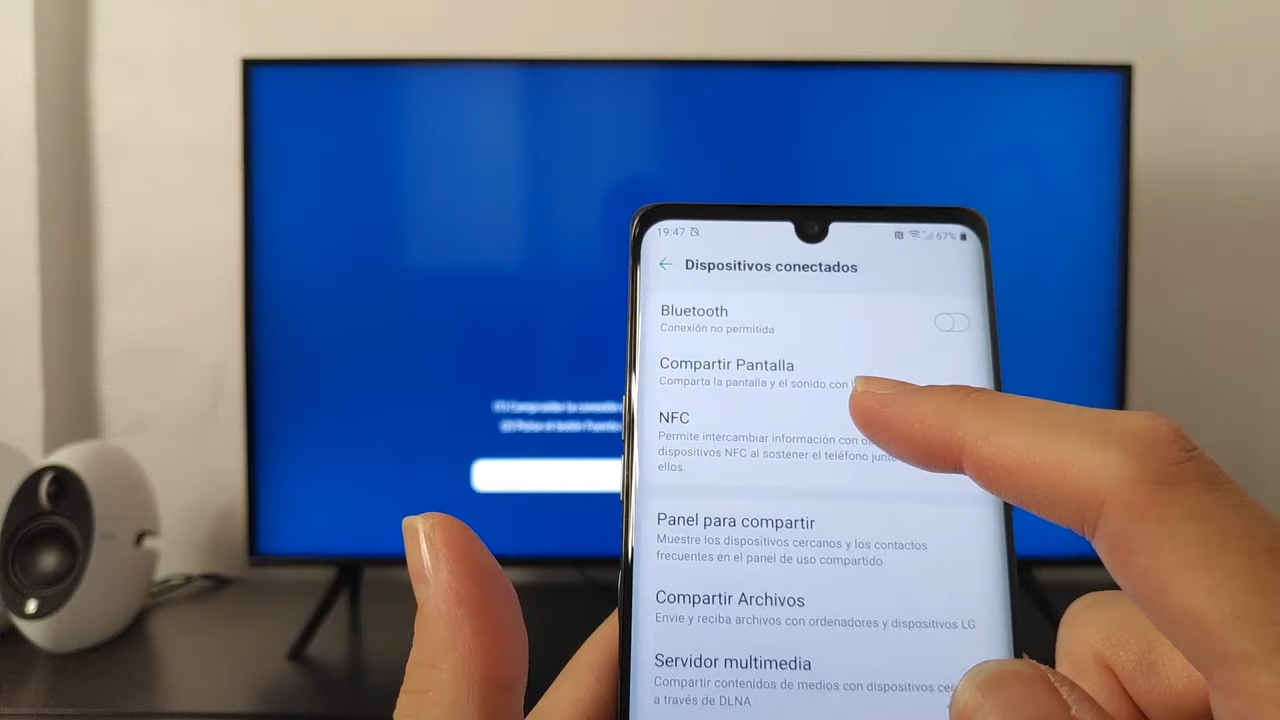 19:47
67%
Dispositivos conectados
Bluetooth
Conexión no permitida
Compartir Pantalla
Comparta la pantalla y el sonido con
NFC
Permite intercambiar información con
dispositivos NFC al sostener el teléfono
ellos.
Panel para compartir
Muestre los dispositivos cercanos y los contactos
frecuentes en el panel de uso compartido
Compartir Archivos
Envíe y reciba archivos con ordenadores y dispositivos LG
Servidor multimedia
Compartir contenidos de medios con dispositivos
a través de DLNA